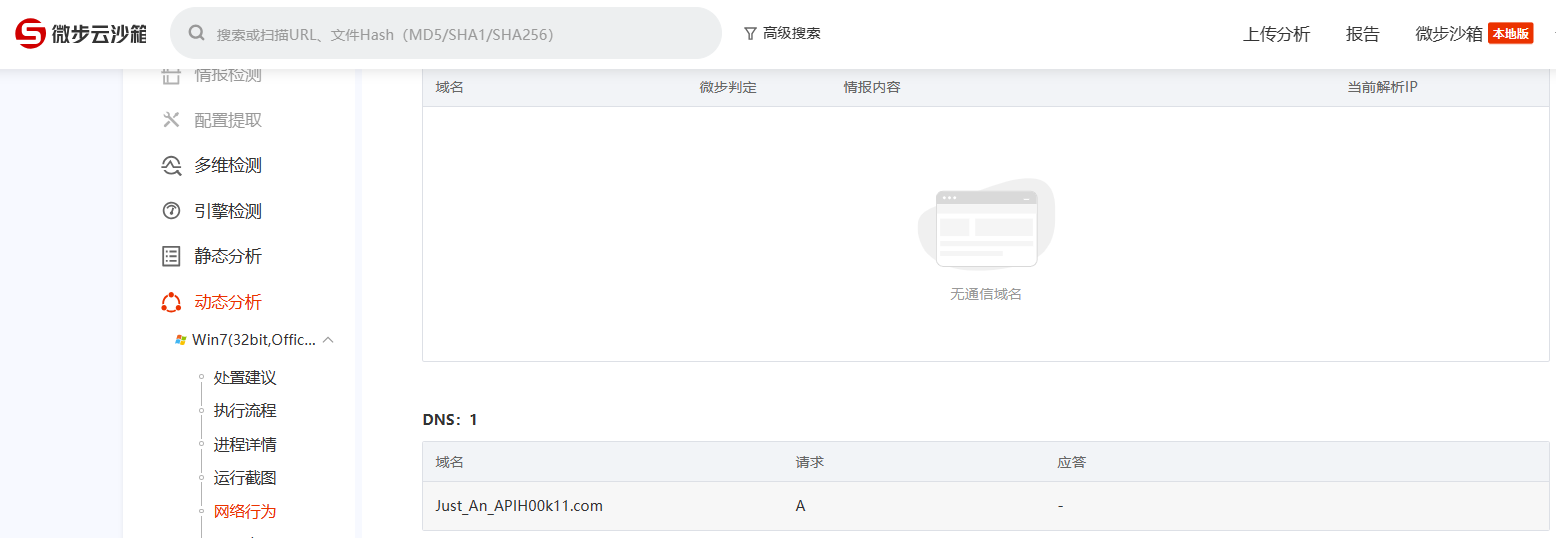 微步云沙箱
搜索或扫描URL、文件Hash（MD5/SHA1/SHA256）
高级搜索
上传分析
报告
微步沙箱 本地版
情报检测
配置提取
多维检测
引擎检测
静态分析
动态分析
Win7(32bit,Offic...
处置建议
执行流程
进程详情
运行截图
网络行为
域名 微步判定 情报内容 当前解析IP
无通信域名
DNS：1
域名 请求 应答
Just_An_APIH00k11.com A -